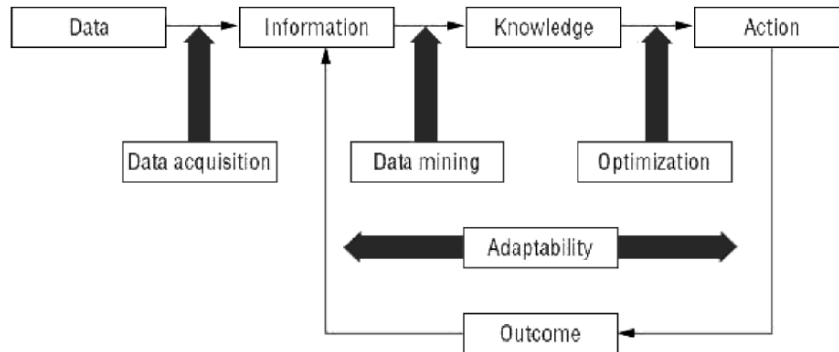 Data
Information
Knowledge
Action
Data acquisition
Data mining
Optimization
Adaptability
Outcome